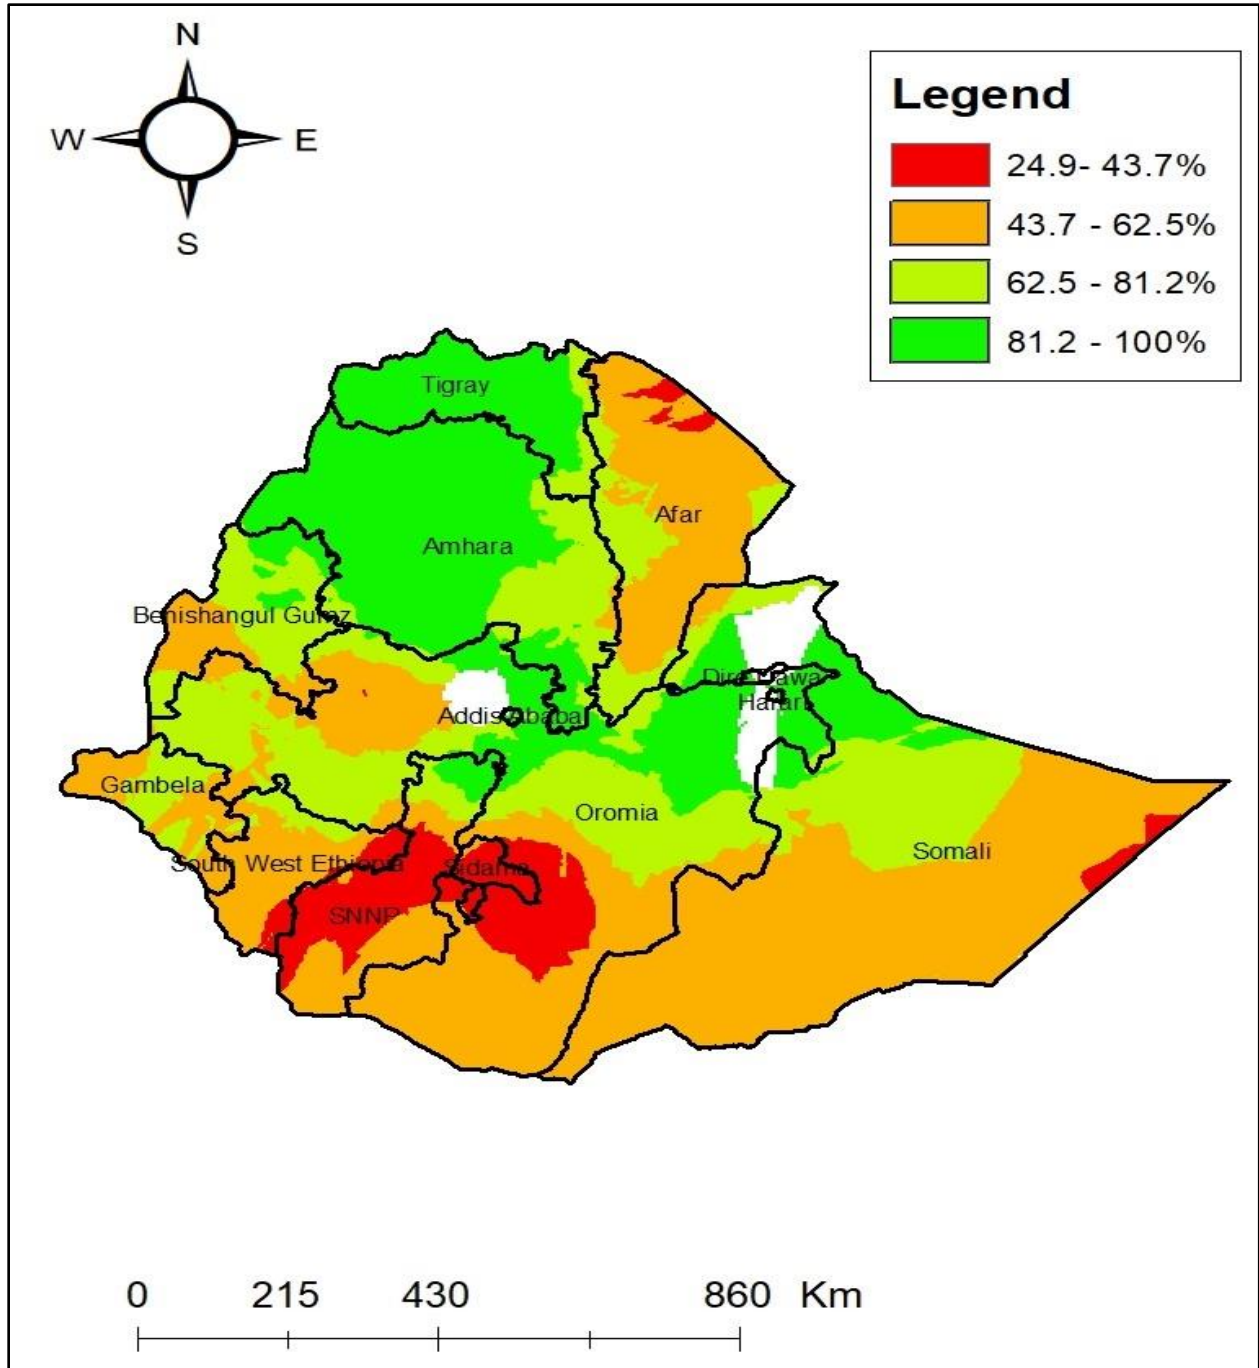 N
W E
S
Legend
24.9- 43.7%
43.7 - 62.5%
62.5 - 81.2%
81.2 - 100%
Tigray
Afar
Amhara
Benishangul Gumz
Dire Dawa
Harari
Addis Ababa
Gambela
Oromia
Somali
South West Ethiopia
Sidama
SNNP
0 215 430 860 Km